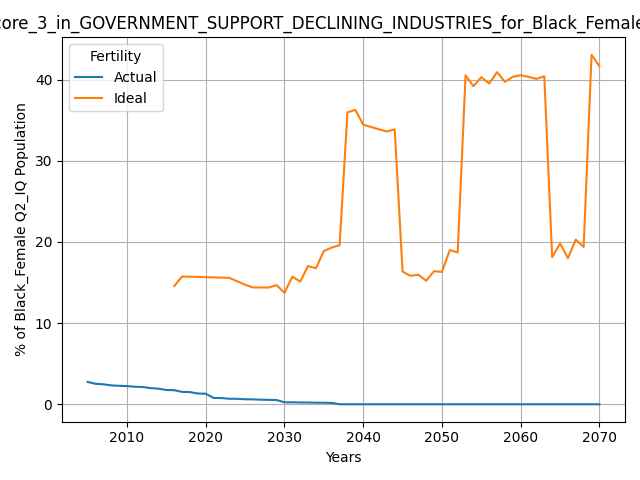 core_3_in_GOVERNMENT_SUPPORT_DECLINING_INDUSTRIES_for_Black_Female
Fertility
Actual
Ideal
% of Black_Female Q2_IQ Population
40
30
20
10
0
2010 2020 2030 2040 2050 2060 2070
Years